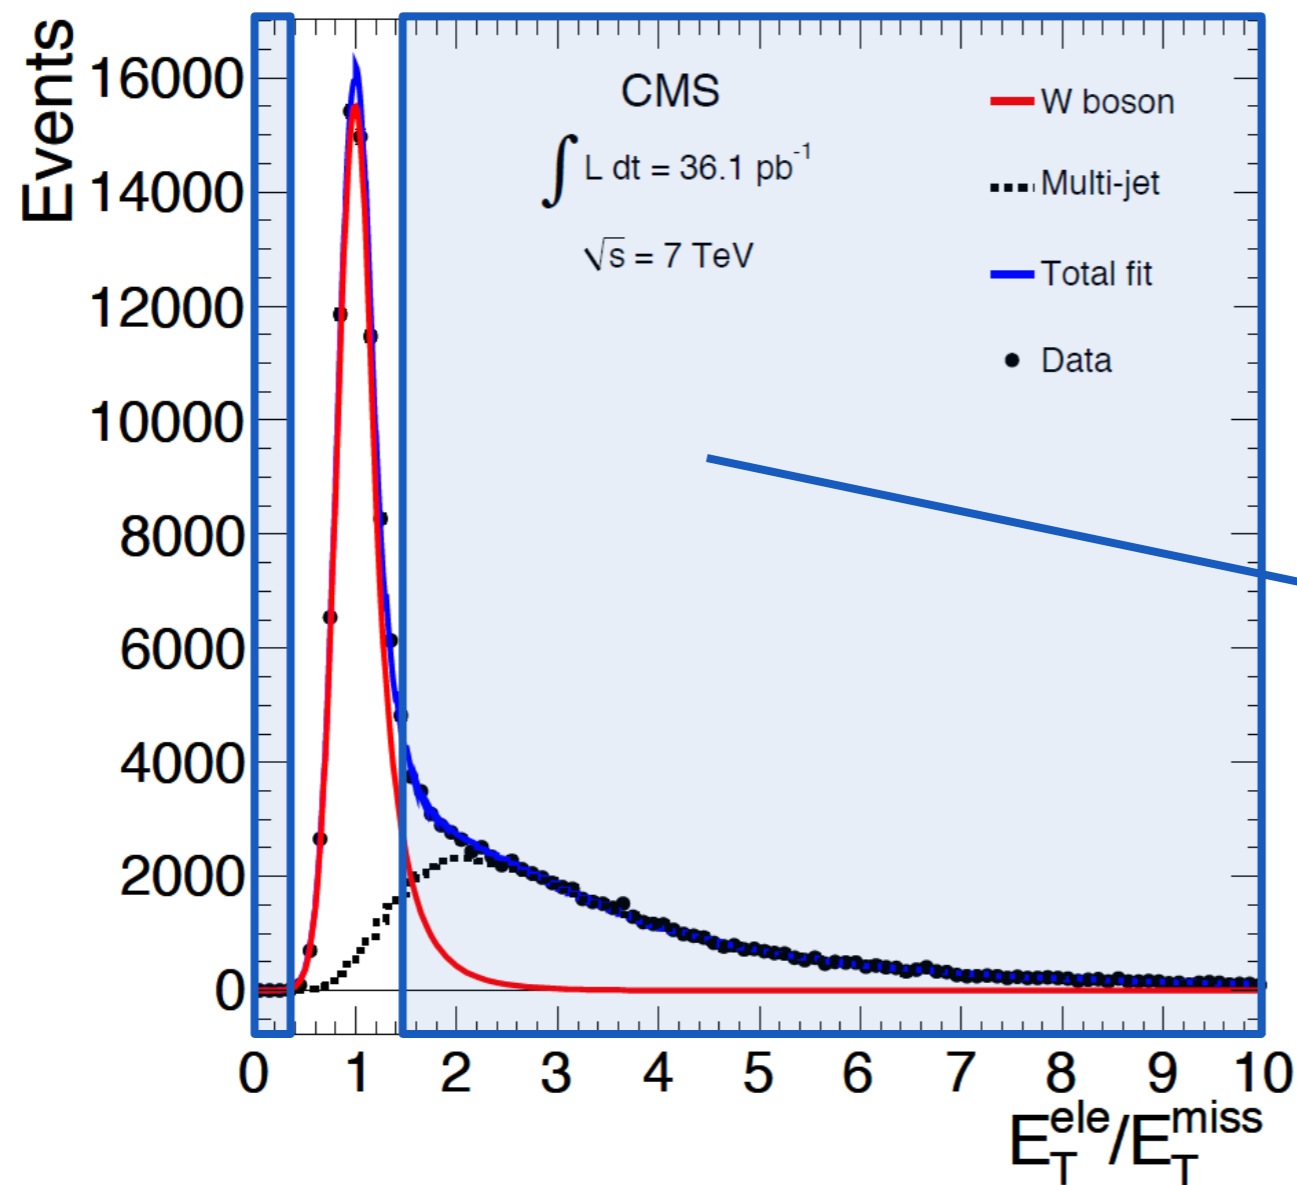 Events
16000
14000
12000
10000
8000
6000
4000
2000
0
CMS
∫ L dt = 36.1 pb⁻¹
√s = 7 TeV
W boson
Multi-jet
Total fit
Data
0 1 2 3 4 5 6 7 8 9 10
E_T^ele/E_T^miss